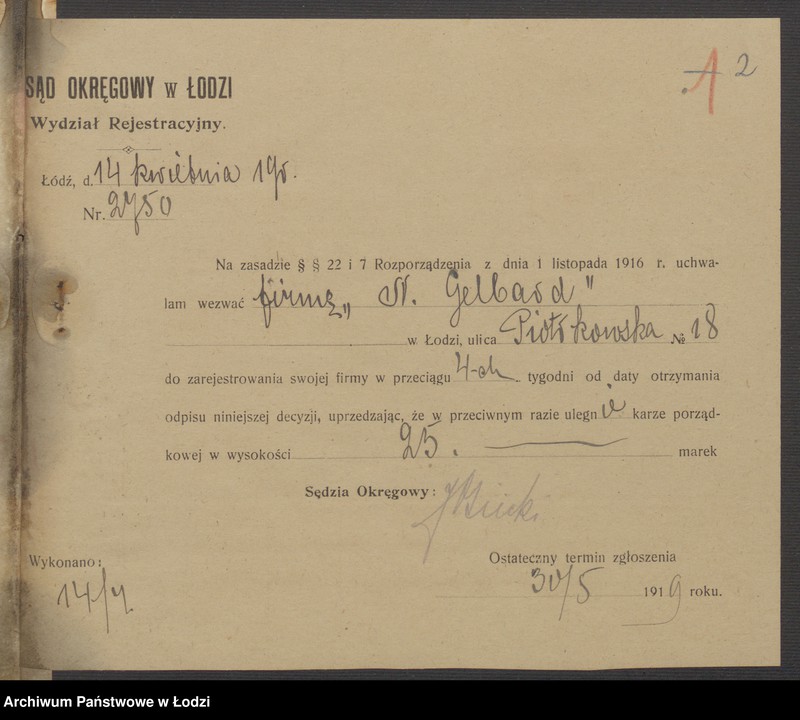 1 2
SĄD OKRĘGOWY W ŁODZI
Wydział Rejestracyjny.
Łódź, d. 14 kwietnia 19 r.
Nr. 2750
Na zasadzie § § 22 i 7 Rozporządzenia z dnia 1 listopada 1916 r. uchwa-
lam wezwać firmę „N. Gelbard"
w Łodzi, ulica Piotrkowska № 18
do zarejestrowania swojej firmy w przeciągu 4-ch tygodni od daty otrzymania
odpisu niniejszej decyzji, uprzedzając, że w przeciwnym razie ulegnie karze porząd-
kowej w wysokości 25. marek
Sędzia Okręgowy:
Wykonano:
14/4
Ostateczny termin zgłoszenia
30/5 1919 roku.
Archiwum Państwowe w Łodzi